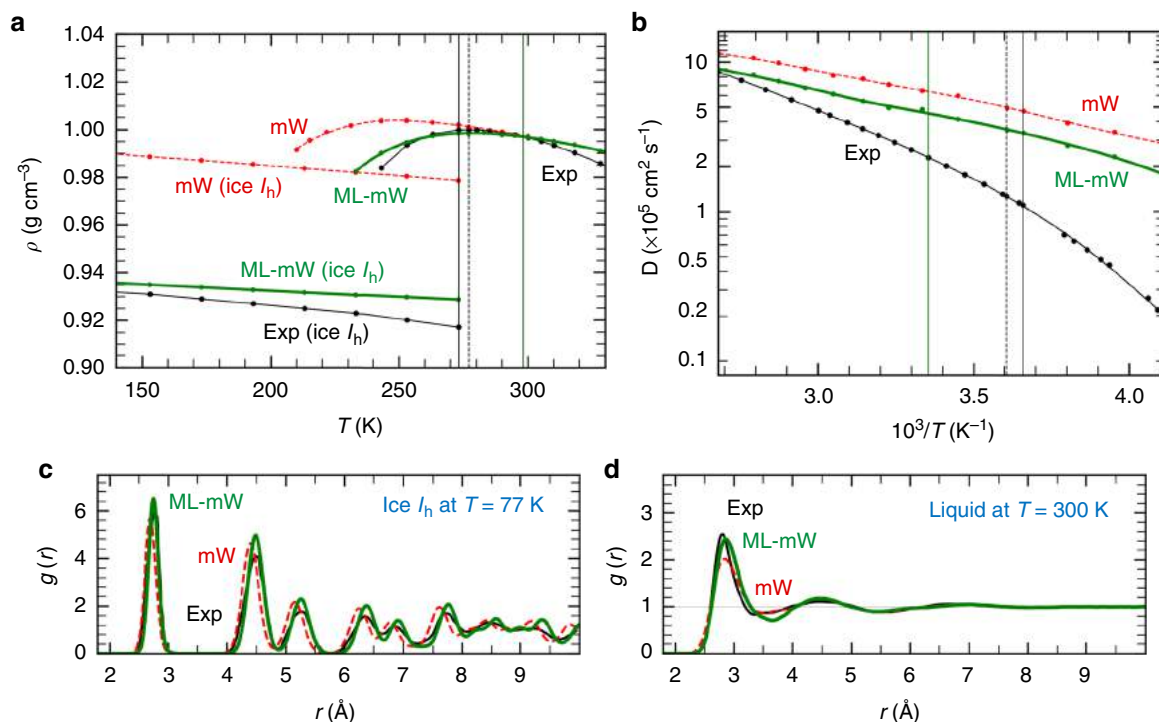 a
1.04
1.02
1.00
0.98
0.96
0.94
0.92
0.90
ρ (g cm⁻³)
mW
mW (ice Iₕ)
ML-mW
Exp
ML-mW (ice Iₕ)
Exp (ice Iₕ)
150 200 250 300
T (K)
b
10
5
2
1
0.5
0.2
0.1
D (×10⁵ cm² s⁻¹)
mW
ML-mW
Exp
3.0 3.5 4.0
10³/T (K⁻¹)
c
6
4
2
0
g (r)
ML-mW
Ice Iₕ at T = 77 K
mW
Exp
2 3 4 5 6 7 8 9
r (Å)
d
3
2
1
0
g (r)
Exp
Liquid at T = 300 K
ML-mW
mW
2 3 4 5 6 7 8 9
r (Å)